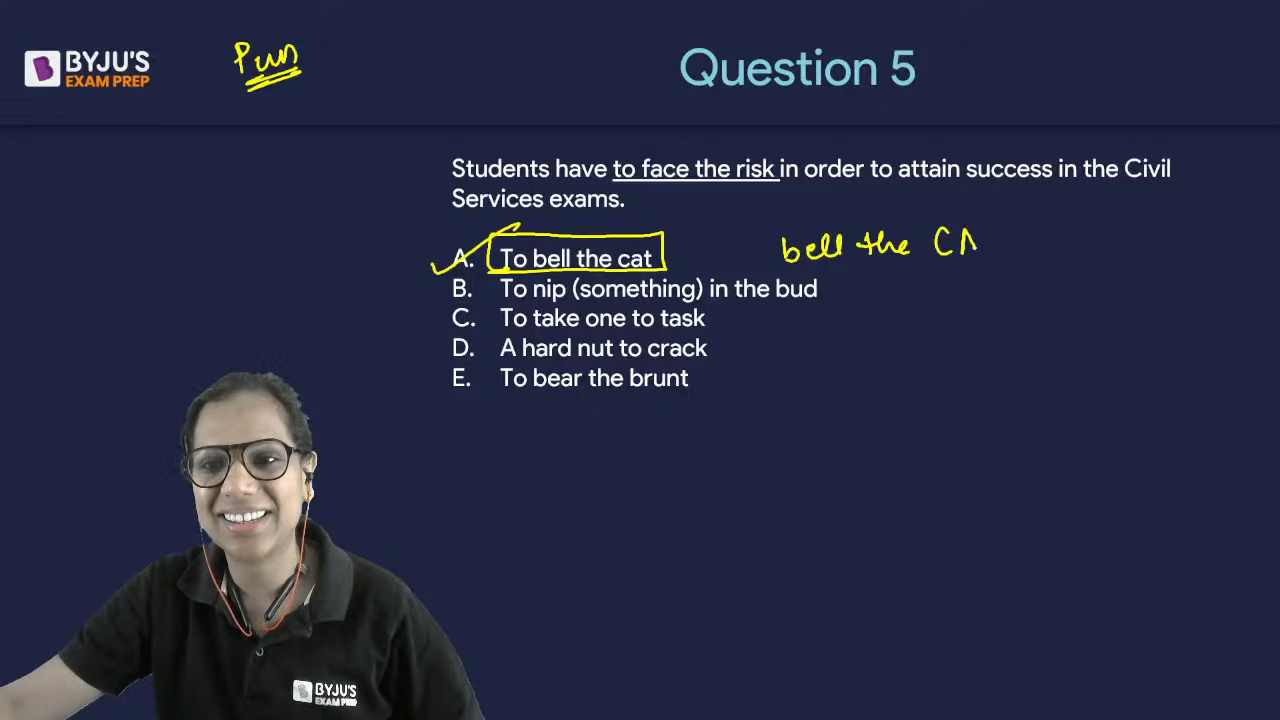 BYJU'S
EXAM PREP
Pun
Question 5
Students have to face the risk in order to attain success in the Civil
Services exams.
A. To bell the cat
bell the CA
B. To nip (something) in the bud
C. To take one to task
D. A hard nut to crack
E. To bear the brunt
BYJU'S
EXAM PREP